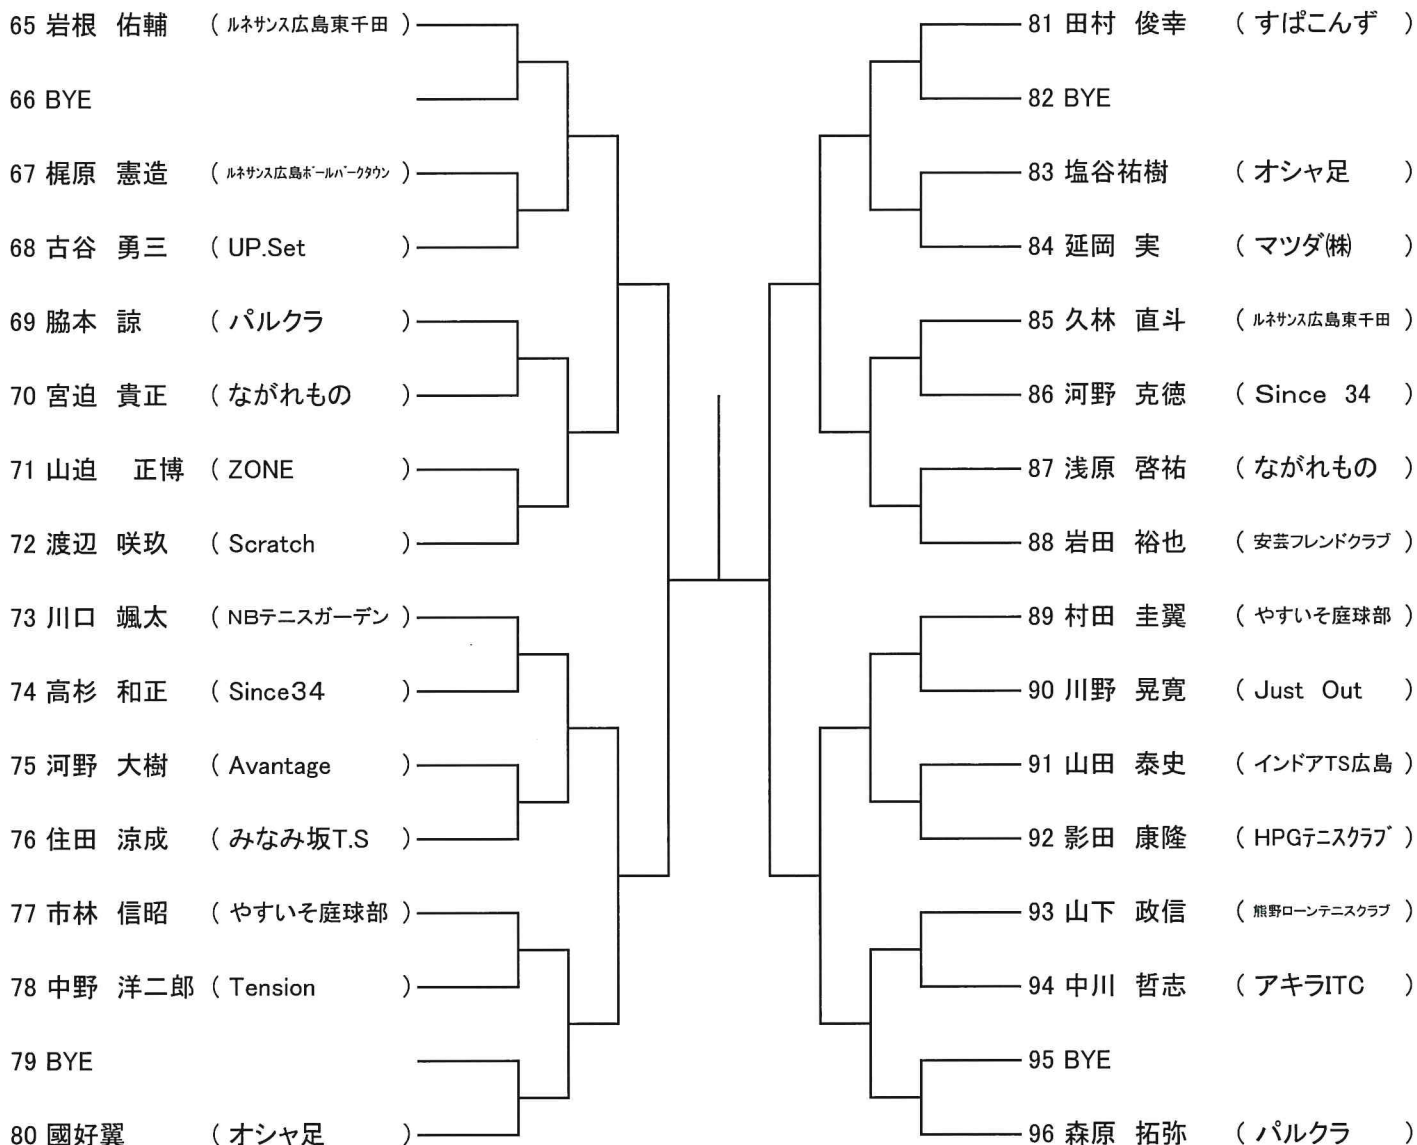 65 岩根 佑輔 ( ルネサンス広島東千田 )
66 BYE
67 梶原 憲造 ( ルネサンス広島ボールパークタウン )
68 古谷 勇三 ( UP.Set )
69 脇本 諒 ( パルクラ )
70 宮迫 貴正 ( ながれもの )
71 山迫 正博 ( ZONE )
72 渡辺 咲玖 ( Scratch )
73 川口 颯太 ( NBテニスガーデン )
74 高杉 和正 ( Since34 )
75 河野 大樹 ( Avantage )
76 住田 涼成 ( みなみ坂T.S )
77 市林 信昭 ( やすいそ庭球部 )
78 中野 洋二郎 ( Tension )
79 BYE
80 國好翼 ( オシャ足 )
81 田村 俊幸 ( すぱこんず )
82 BYE
83 塩谷祐樹 ( オシャ足 )
84 延岡 実 ( マツダ㈱ )
85 久林 直斗 ( ルネサンス広島東千田 )
86 河野 克徳 ( Since 34 )
87 浅原 啓祐 ( ながれもの )
88 岩田 裕也 ( 安芸フレンドクラブ )
89 村田 圭翼 ( やすいそ庭球部 )
90 川野 晃寛 ( Just Out )
91 山田 泰史 ( インドアTS広島 )
92 影田 康隆 ( HPGテニスクラブ )
93 山下 政信 ( 熊野ローンテニスクラブ )
94 中川 哲志 ( アキラITC )
95 BYE
96 森原 拓弥 ( パルクラ )